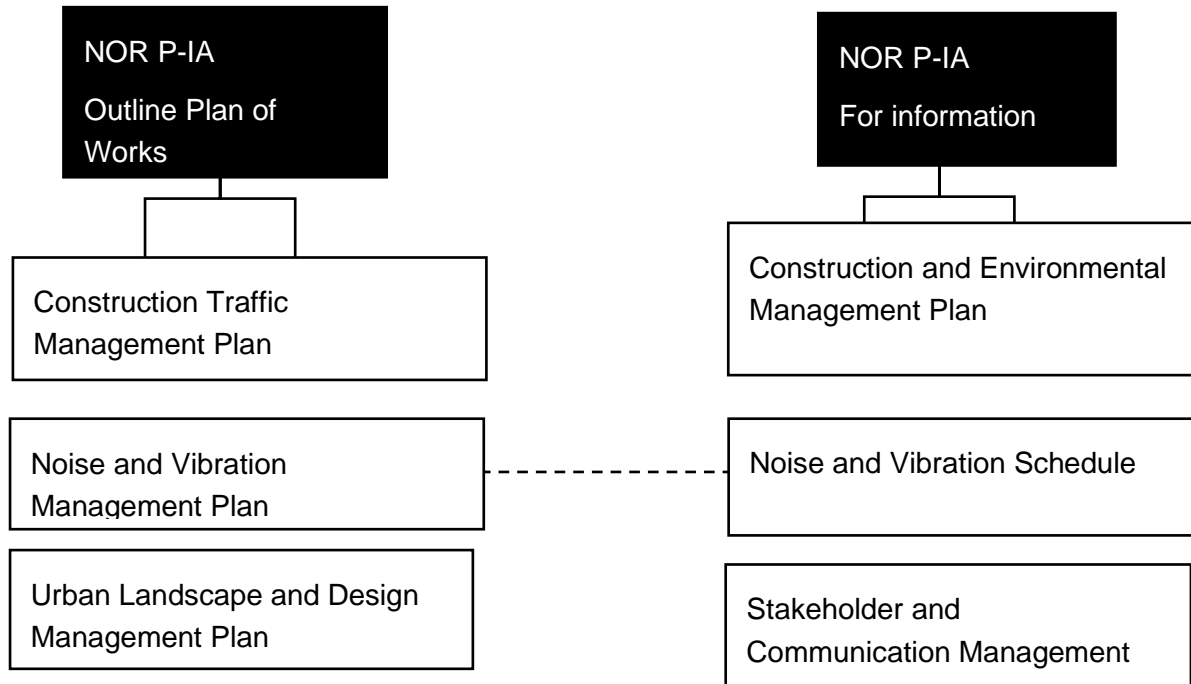 NOR P-IA
Outline Plan of
Works
Construction Traffic
Management Plan
Noise and Vibration
Management Plan
Urban Landscape and Design
Management Plan
NOR P-IA
For information
Construction and Environmental
Management Plan
Noise and Vibration Schedule
Stakeholder and
Communication Management